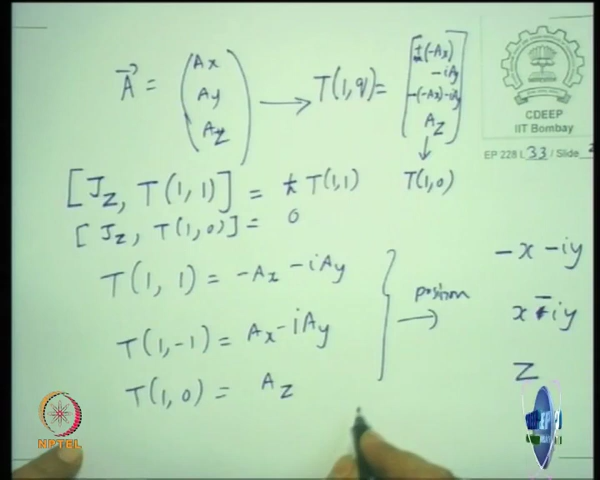 A⃗ = (Ax Ay Az) → T(1,q) = [±(-Ax) -iAy -(-Ax)-iAy Az]
↓
T(1,0)
[Jz, T(1,1)] = ħ T(1,1)
[Jz, T(1,0)] = 0
T(1,1) = -Ax -iAy
T(1,-1) = Ax -iAy
T(1,0) = Az
} → position
-x -iy
x -iy
z
CDEEP
IIT Bombay
EP 228 L 33 / Slide
NPTEL